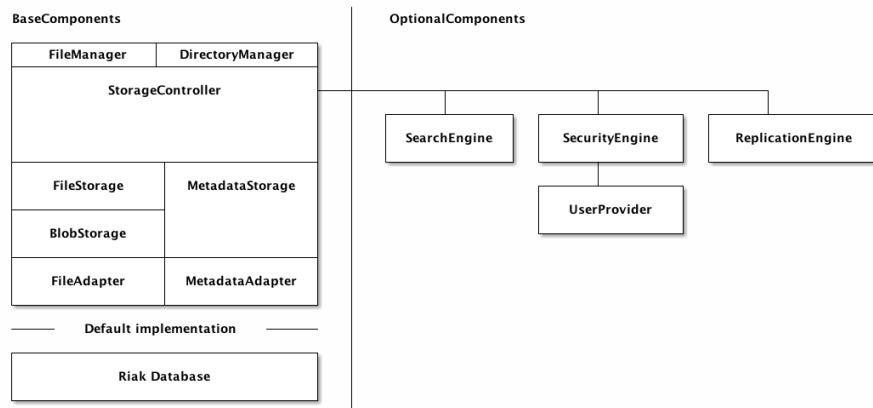 BaseComponents
OptionalComponents
FileManager
DirectoryManager
StorageController
SearchEngine
SecurityEngine
ReplicationEngine
FileStorage
MetadataStorage
UserProvider
BlobStorage
FileAdapter
MetadataAdapter
Default implementation
Riak Database